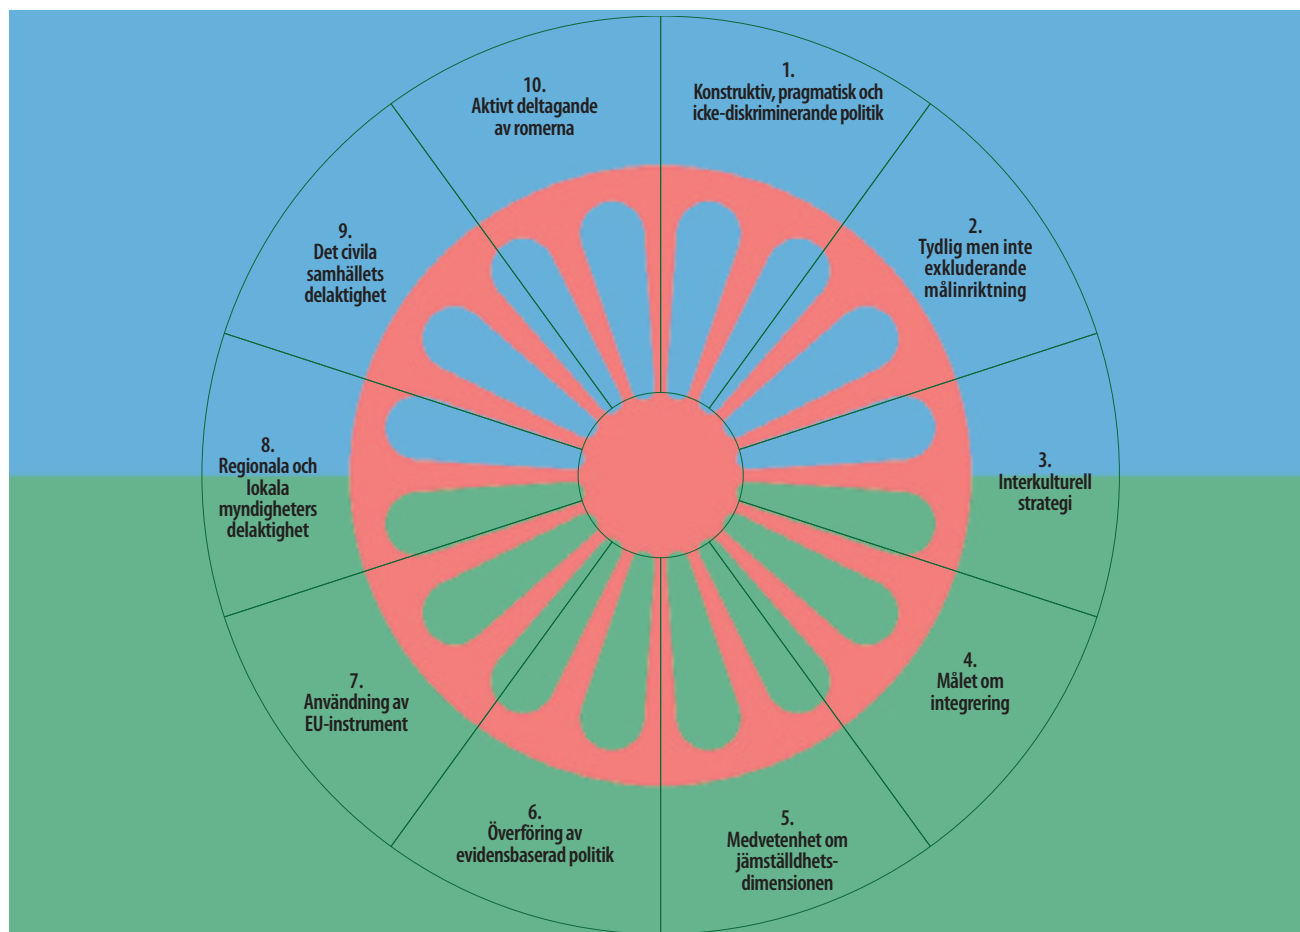 1.
Konstruktiv, pragmatisk och
icke-diskriminerande politik
2.
Tydlig men inte
exkluderande
målinriktning
3.
Interkulturell
strategi
4.
Målet om
integrering
5.
Medvetenhet om
jämställdhets-
dimensionen
6.
Överföring av
evidensbaserad politik
7.
Användning av
EU-instrument
8.
Regionala och
lokala
myndigheters
delaktighet
9.
Det civila
samhällets
delaktighet
10.
Aktivt deltagande
av romerna